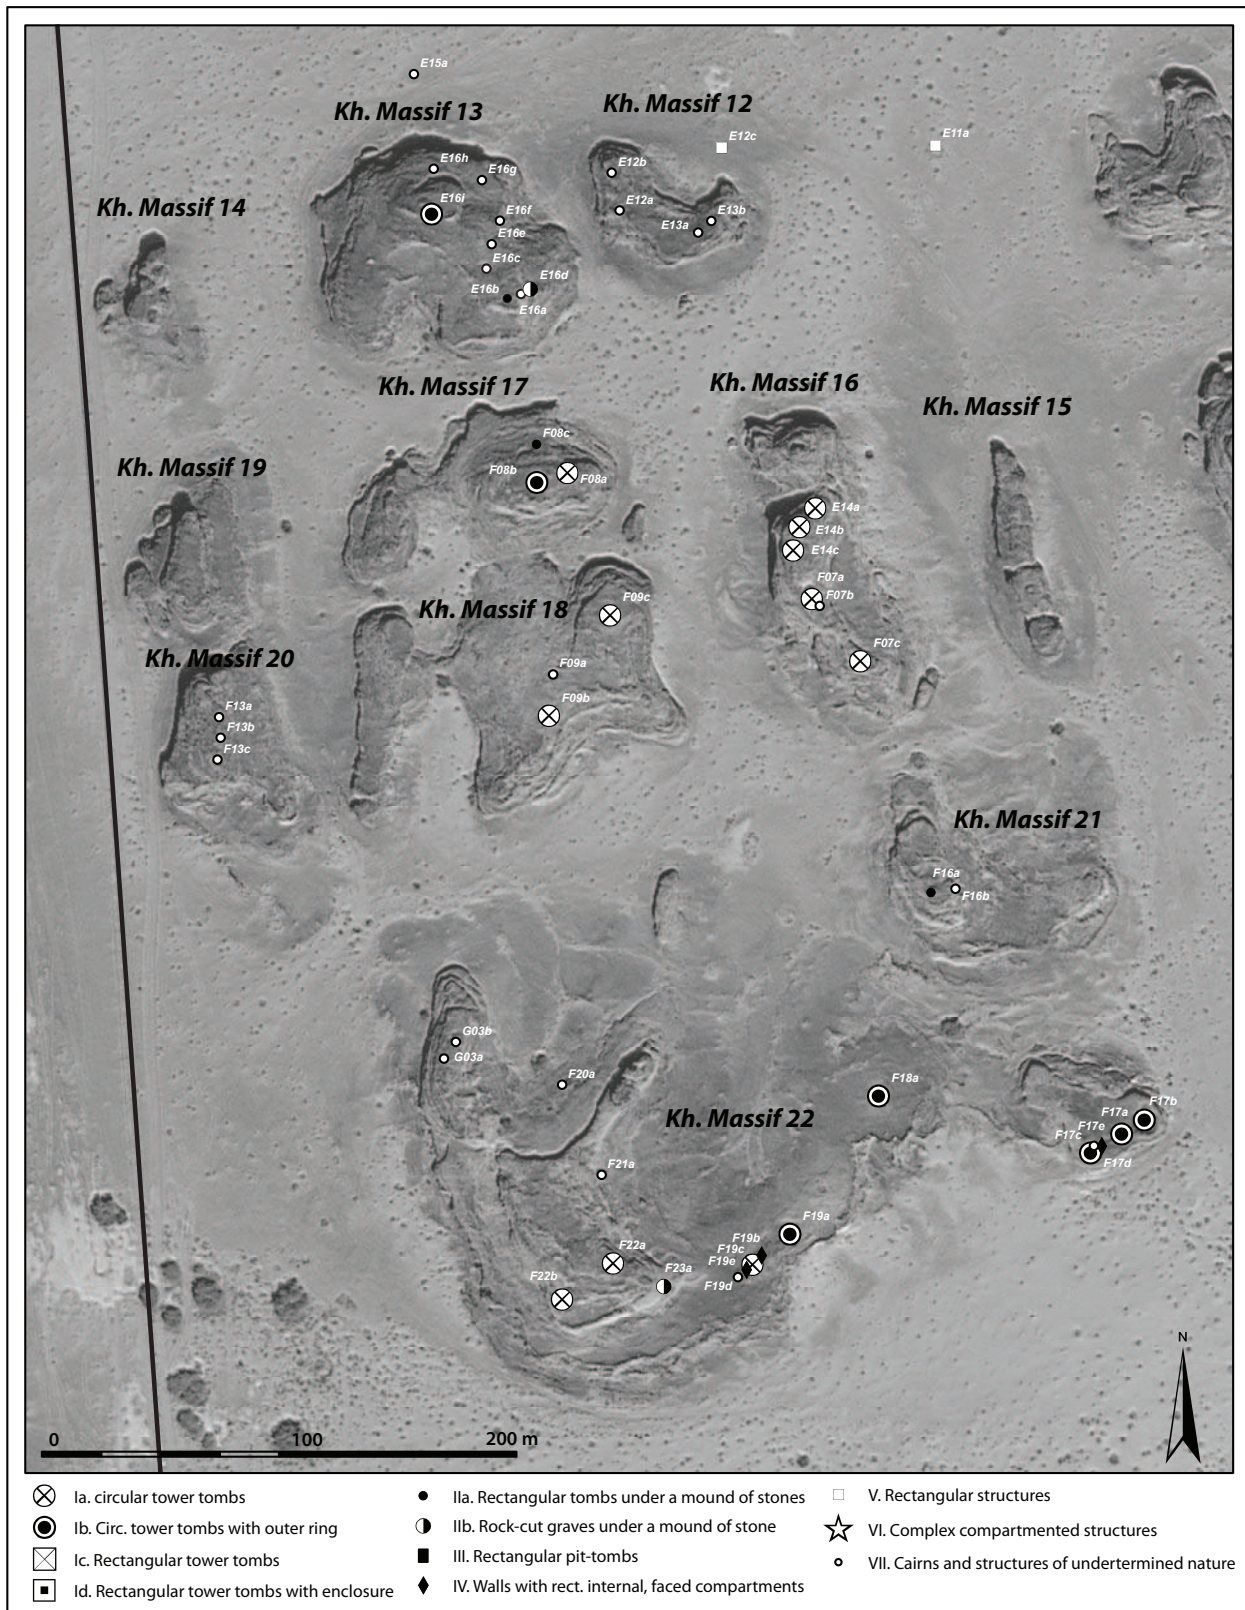 E15a
Kh. Massif 13
Kh. Massif 12
E12c
E11a
E16h
E16g
E12b
E16i
E12a
E13b
E13a
Kh. Massif 14
E16f
E16e
E16c
E16d
E16b
E16a
Kh. Massif 17
Kh. Massif 16
Kh. Massif 15
F08c
F08b
F08a
Kh. Massif 19
E14a
E14b
E14c
F07a
F07b
F09c
Kh. Massif 18
F07c
Kh. Massif 20
F09a
F09b
F13a
F13b
F13c
Kh. Massif 21
F16a
F16b
G03b
G03a
F20a
F18a
Kh. Massif 22
F17b
F17a
F17e
F17c
F17d
F21a
F19a
F19b
F19c
F19e
F19d
F22a
F23a
F22b
N
0 100 200 m
Ia. circular tower tombs
Ib. Circ. tower tombs with outer ring
Ic. Rectangular tower tombs
Id. Rectangular tower tombs with enclosure
IIa. Rectangular tombs under a mound of stones
IIb. Rock-cut graves under a mound of stone
III. Rectangular pit-tombs
IV. Walls with rect. internal, faced compartments
V. Rectangular structures
VI. Complex compartmented structures
VII. Cairns and structures of undertermined nature